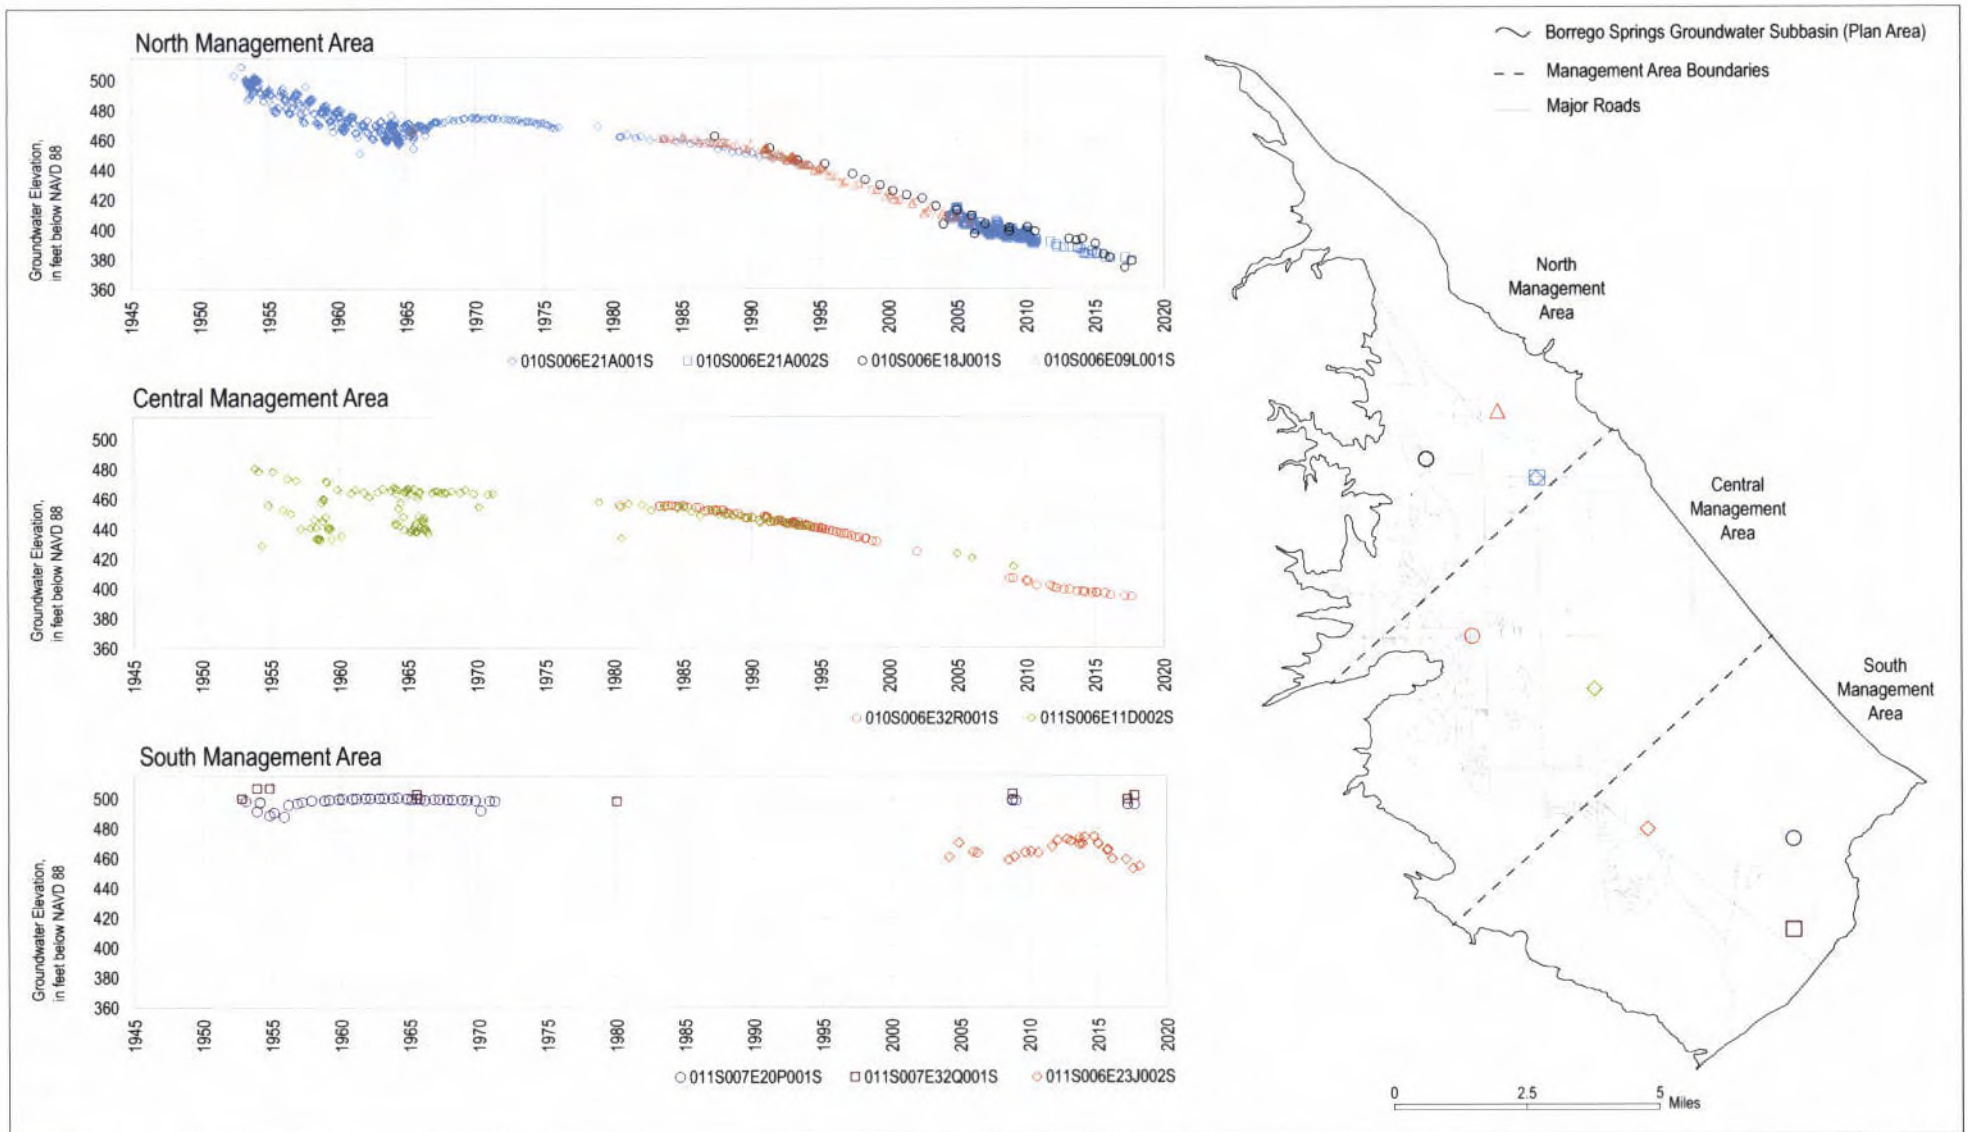 North Management Area
Groundwater Elevation,
in feet below NAVD 88
500
480
460
440
420
400
380
360
1945
1950
1955
1960
1965
1970
1975
1980
1985
1990
1995
2000
2005
2010
2015
2020
010S006E21A001S
010S006E21A002S
010S006E18J001S
010S006E09L001S
Central Management Area
Groundwater Elevation,
in feet below NAVD 88
500
480
460
440
420
400
380
360
1945
1950
1955
1960
1965
1970
1975
1980
1985
1990
1995
2000
2005
2010
2015
2020
010S006E32R001S
011S006E11D002S
South Management Area
Groundwater Elevation,
in feet below NAVD 88
500
480
460
440
420
400
380
360
1945
1950
1955
1960
1965
1970
1975
1980
1985
1990
1995
2000
2005
2010
2015
2020
011S007E20P001S
011S007E32Q001S
011S006E23J002S
Borrego Springs Groundwater Subbasin (Plan Area)
Management Area Boundaries
Major Roads
North
Management
Area
Central
Management
Area
South
Management
Area
0
2.5
5
Miles